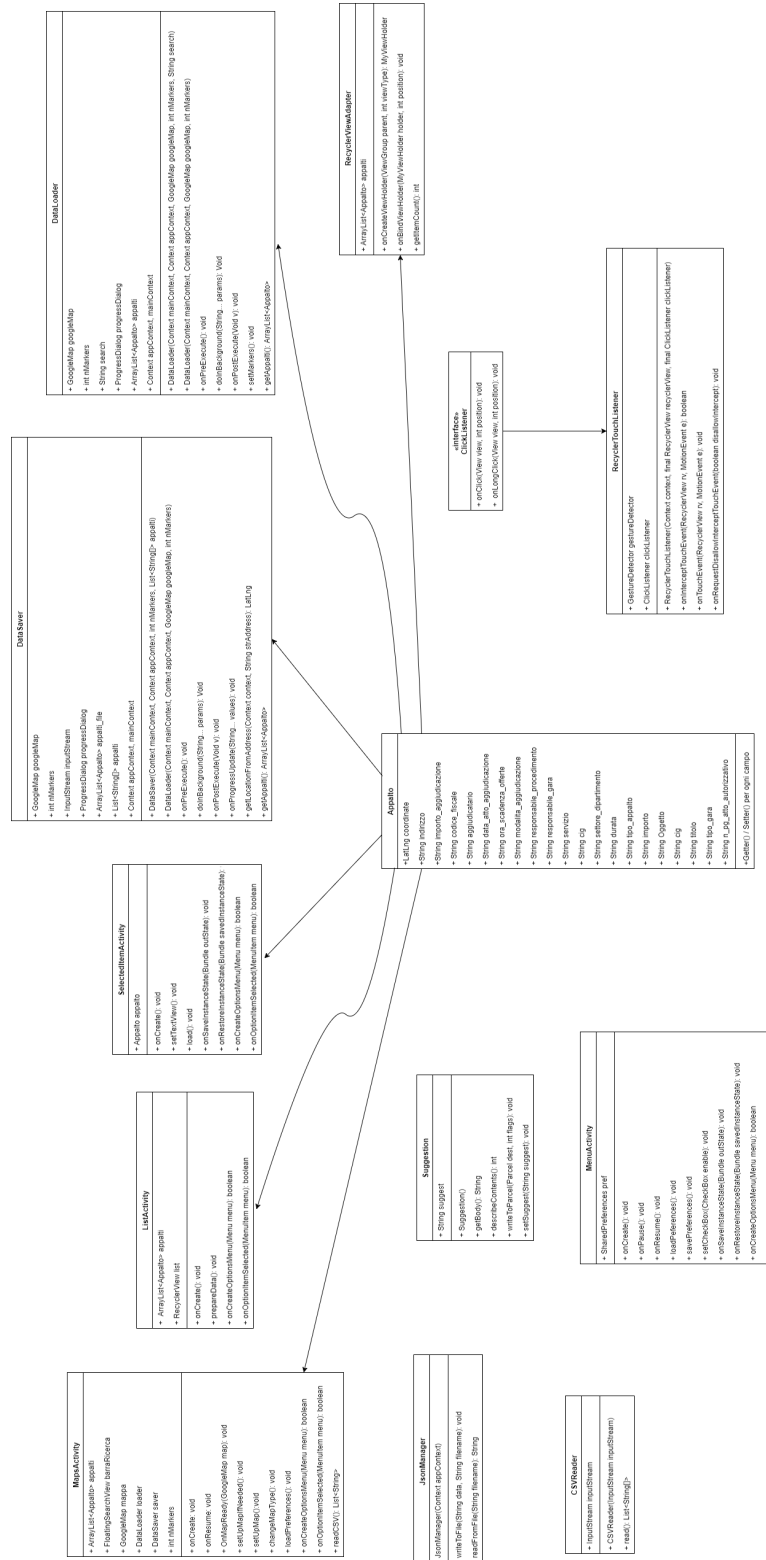 MapsActivity
+ ArrayList<Appalto> appalti
+ FloatingSearchView barraRicerca
+ GoogleMap mappa
+ DataLoader loader
+ DataSaver saver
+ int nMarkers
+ onCreate: void
+ onResume: void
+ OnMapReady(GoogleMap map): void
+ setUpMapIfNeeded(): void
+ setUpMap():void
+ changeMapType(): void
+ loadPreferences(): void
+ onCreateOptionsMenu(Menu menu): boolean
+ onOptionItemSelected(MenuItem menu): boolean
+ readCSV(): List<String>
ListActivity
+ ArrayList<Appalto> appalti
+ RecyclerView list
+ onCreate(): void
+ prepareData(): void
+ onCreateOptionsMenu(Menu menu): boolean
+ onOptionItemSelected(MenuItem menu): boolean
SelectedItemActivity
+ Appalto appalto
+ onCreate(): void
+ setTextView(): void
+ load(): void
+ onSaveInstanceState(Bundle outState): void
+ onRestoreInstanceState(Bundle savedInstanceState):
+ onCreateOptionsMenu(Menu menu): boolean
+ onOptionItemSelected(MenuItem menu): boolean
DataSaver
+ GoogleMap googleMap
+ int nMarkers
+ InputStream inputStream
+ ProgressDialog progressDialog
+ ArrayList<Appalto> appalti_file
+ List<String[]> appalti
+ Context appContext, mainContext
+ DataSaver(Context mainContext, Context appContext, int nMarkers, List<String[]> appalti)
+ DataLoader(Context mainContext, Context appContext, GoogleMap googleMap, int nMarkers)
+ onPreExecute(): void
+ doInBackground(String... params): Void
+ onPostExecute(Void v): void
+ onProgressUpdate(String... values): void
+ getLocationFromAddress(Context context, String strAddress): LatLng
+ getAppalti(): ArrayList<Appalto>
DataLoader
+ GoogleMap googleMap
+ int nMarkers
+ String search
+ ProgressDialog progressDialog
+ ArrayList<Appalto> appalti
+ Context appContext, mainContext
+ DataLoader(Context mainContext, Context appContext, GoogleMap googleMap, int nMarkers, String search)
+ DataLoader(Context mainContext, Context appContext, GoogleMap googleMap, int nMarkers)
+ onPreExecute(): void
+ doInBackground(String... params): Void
+ onPostExecute(Void v): void
+ setMarkers(): void
+ getAppalti(): ArrayList<Appalto>
RecyclerViewAdapter
+ ArrayList<Appalto> appalti
+ onCreateViewHolder(ViewGroup parent, int viewType): MyViewHolder
+ onBindViewHolder(MyViewHolder holder, int position): void
+ getItemCount(): int
JsonManager
JsonManager(Context appContext)
writeToFile(String data, String filename): void
readFromFile(String filename): String
Suggestion
+ String suggest
+ Suggestion()
+ getBody(): String
+ describeContents(): int
+ writeToParcel(Parcel dest, int flags): void
+ setSuggest(String suggest): void
Appalto
+LatLng coordinate
+String indirizzo
+ String importo_aggiudicazione
+ String codice_fiscale
+ String aggiudicatario
+ String data_atto_aggiudicazione
+ String ora_scadenza_offerte
+ String modalita_aggiudicazione
+ String responsabile_procedimento
+ String responsabile_gara
+ String servizio
+ String cig
+ String settore_dipartimento
+ String durata
+ String tipo_appalto
+ String importo
+ String Oggetto
+ String cig
+ String titolo
+ String tipo_gara
+ String n_pg_atto_autorizzativo
+Getter() / Setter() per ogni campo
«interface»
ClickListener
+ onClick(View view, int position): void
+ onLongClick(View view, int position): void
RecyclerTouchListener
+ GestureDetector gestureDetector
+ ClickListener clickListener
+ RecyclerTouchListener(Context context, final RecyclerView recyclerView, final ClickListener clickListener)
+ onInterceptTouchEvent(RecyclerView rv, MotionEvent e): boolean
+ onTouchEvent(RecyclerView rv, MotionEvent e): void
+ onRequestDisallowInterceptTouchEvent(boolean disallowIntercept): void
CSVReader
+ InputStream inputStream
+ CSVReader(InputStream inputStream)
+ read(): List<String[]>
MenuActivity
+ SharedPreferences pref
+ onCreate(): void
+ onPause(): void
+ onResume(): void
+ loadPeferences(): void
+ savePreferences(): void
+ setCheckBox(CheckBox enable): void
+ onSaveInstanceState(Bundle outState): void
+ onRestoreInstanceState(Bundle savedInstanceState): void
+ onCreateOptionsMenu(Menu menu): boolean